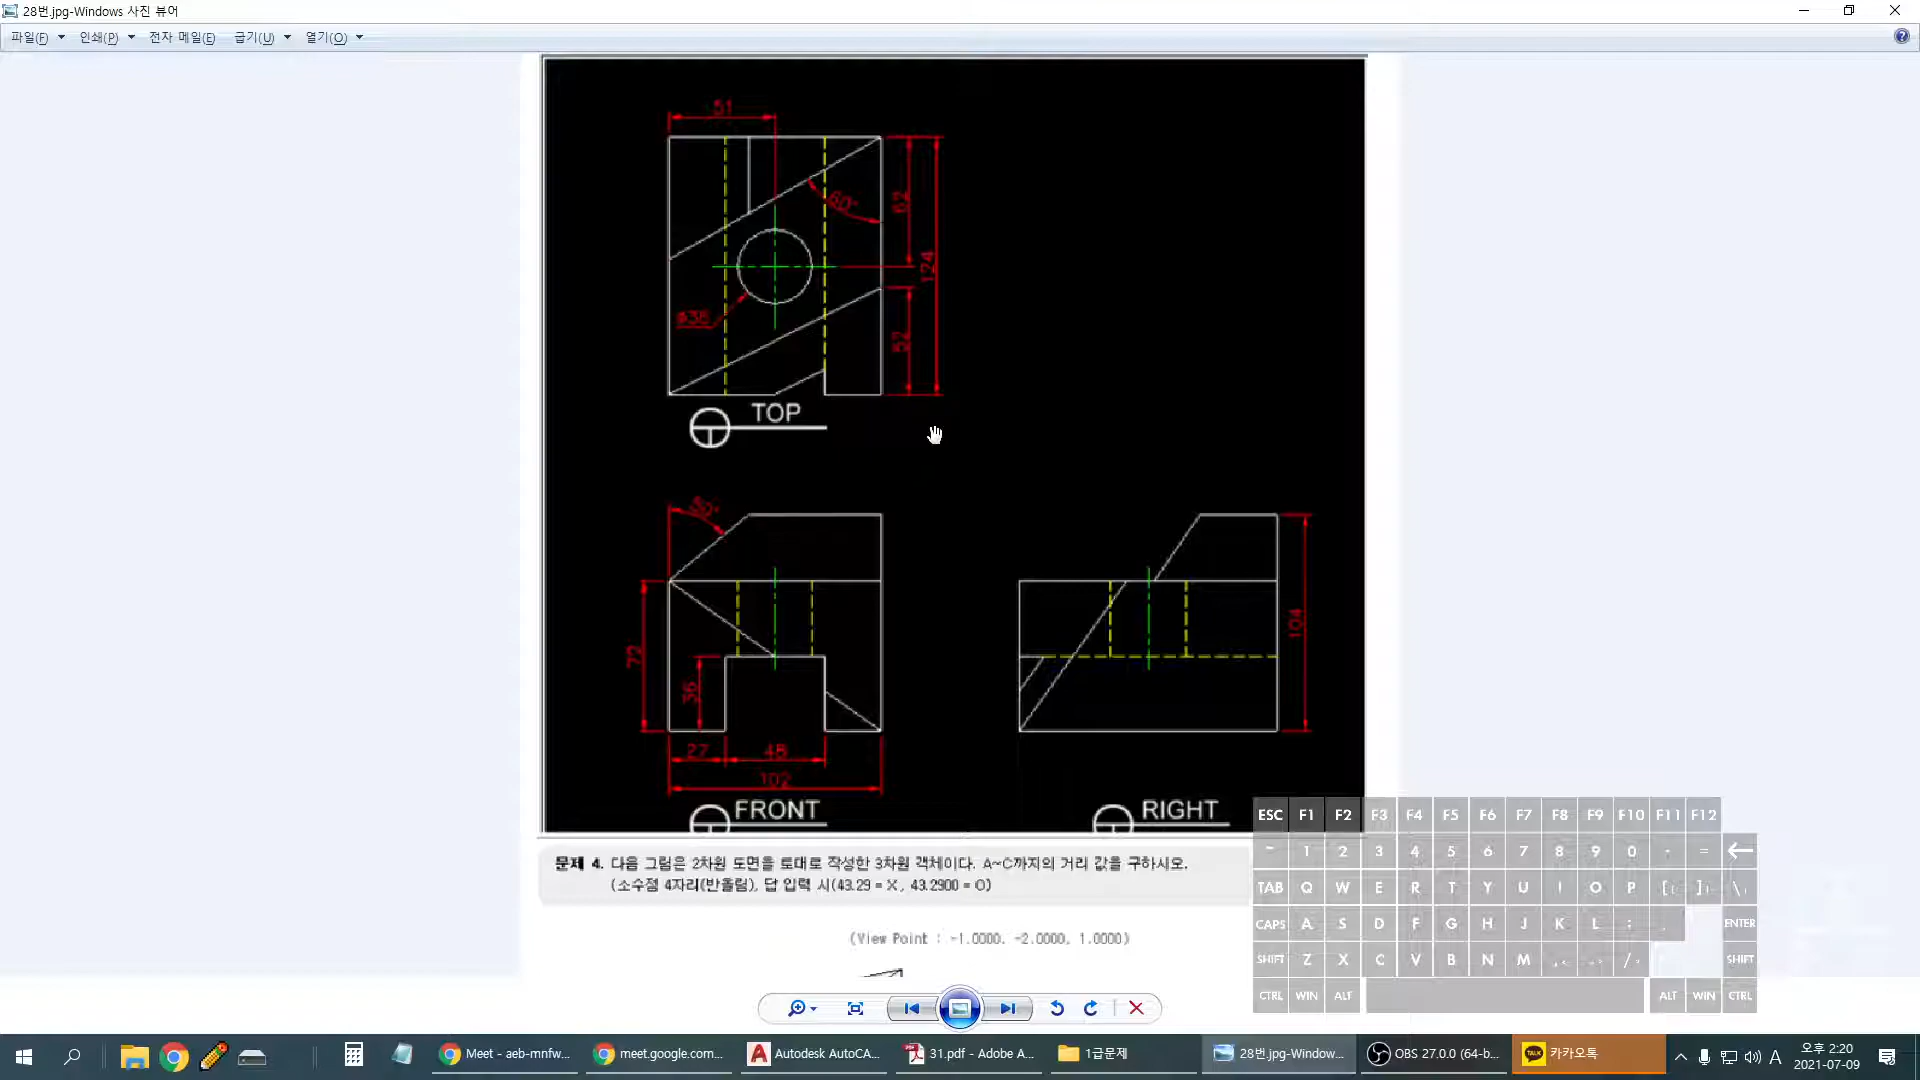 28번.jpg-Windows 사진 뷰어
파일(F) 인쇄(P) 전자 메일(E) 굽기(U) 열기(O)
51
60°
62
124
ø36
52
TOP
50°
72
36
104
27 48
102
FRONT RIGHT
문제 4. 다음 그림은 2차원 도면을 토대로 작성한 3차원 객체이다. A~C까지의 거리 값을 구하시오.
(소수점 4자리(반올림), 답 입력 시(43.29 = X , 43.2900 = O)
(View Point : -1.0000, -2.0000, 1.0000)
ESC F1 F2 F3 F4 F5 F6 F7 F8 F9 F10 F11 F12
1 2 3 4 5 6 7 8 9 0 - = ←
TAB Q W E R T Y U I O P [ ] \
CAPS A S D F G H J K L ; ENTER
SHIFT Z X C V B N M / SHIFT
CTRL WIN ALT ALT WIN CTRL
Meet - aeb-mnfw... meet.google.com... Autodesk AutoCA... 31.pdf - Adobe A... 1급문제 28번.jpg-Window... OBS 27.0.0 (64-b... TALK 카카오톡 A 오후 2:20
2021-07-09